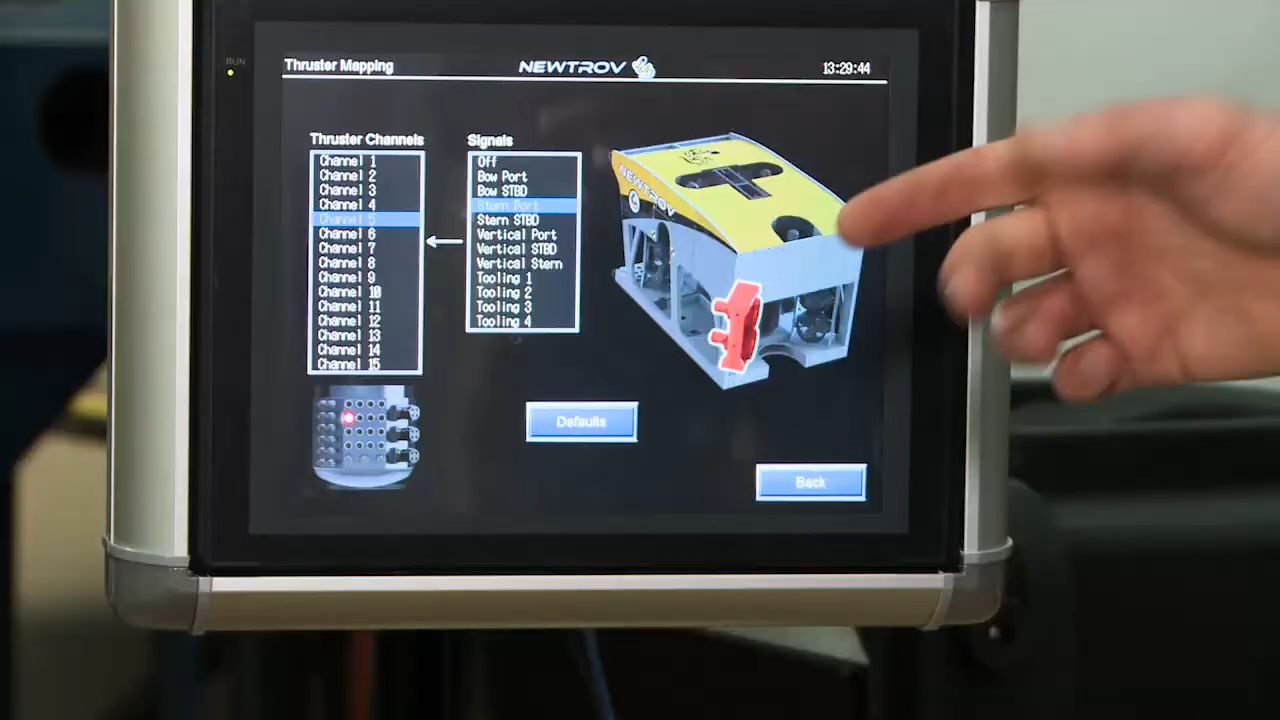 RUN
Thruster Mapping
NEWTROV
13:29:44
Thruster Channels
Channel 1
Channel 2
Channel 3
Channel 4
Channel 5
Channel 6
Channel 7
Channel 8
Channel 9
Channel 10
Channel 11
Channel 12
Channel 13
Channel 14
Channel 15
Signals
Off
Bow Port
Bow STBD
Stern Port
Stern STBD
Vertical Port
Vertical STBD
Vertical Stern
Tooling 1
Tooling 2
Tooling 3
Tooling 4
NEWTROV
Defaults
Back